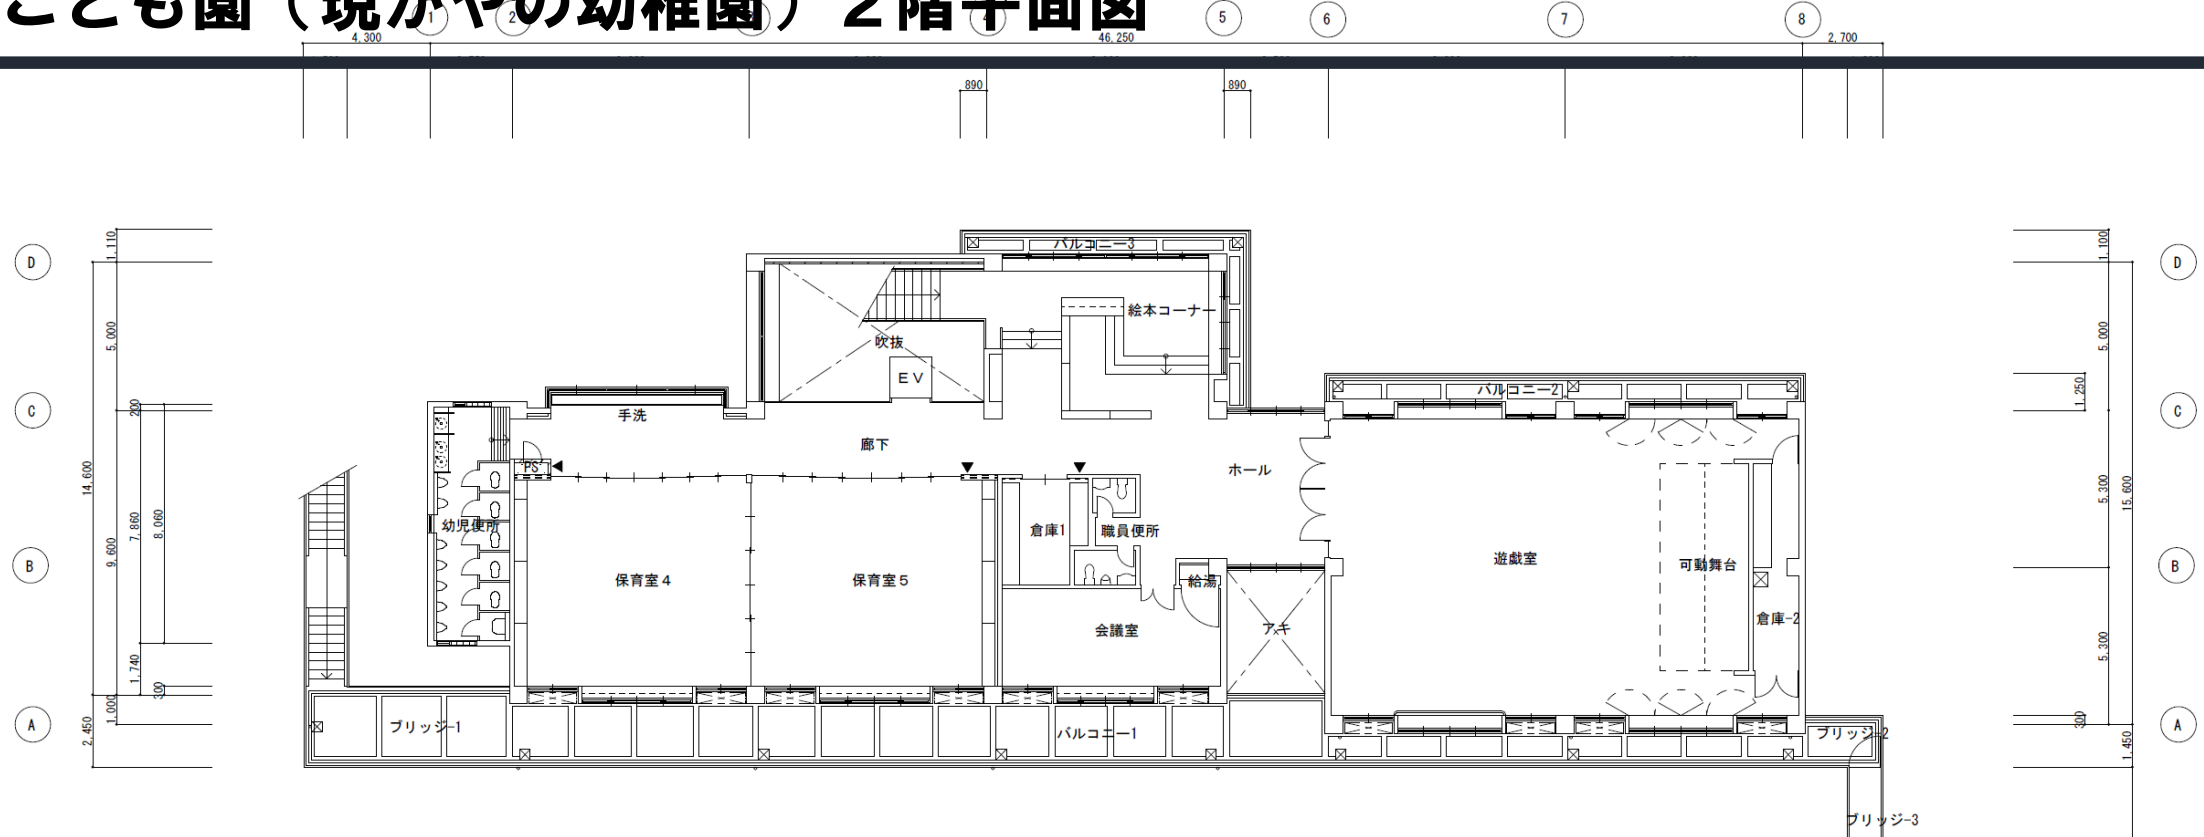 こども園（現かやの幼稚園）２階平面図
1 2 4 5 6 7 8
4,300 46,250 2,700
890 890
バルコニー3
絵本コーナー
吹抜
EV
バルコニー2
手洗
廊下
PS
ホール
幼児便所
倉庫1
職員便所
遊戯室
可動舞台
保育室４
保育室５
給湯
会議室
アキ
倉庫-2
ブリッジ-1
バルコニー1
ブリッジ-2
ブリッジ-3
D
C
B
A
1,110
5,000
200
14,600
7,860
8,060
9,600
1,740
300
1,000
2,450
D
C
B
A
1,100
5,000
1,250
5,300
15,600
5,300
300
1,450